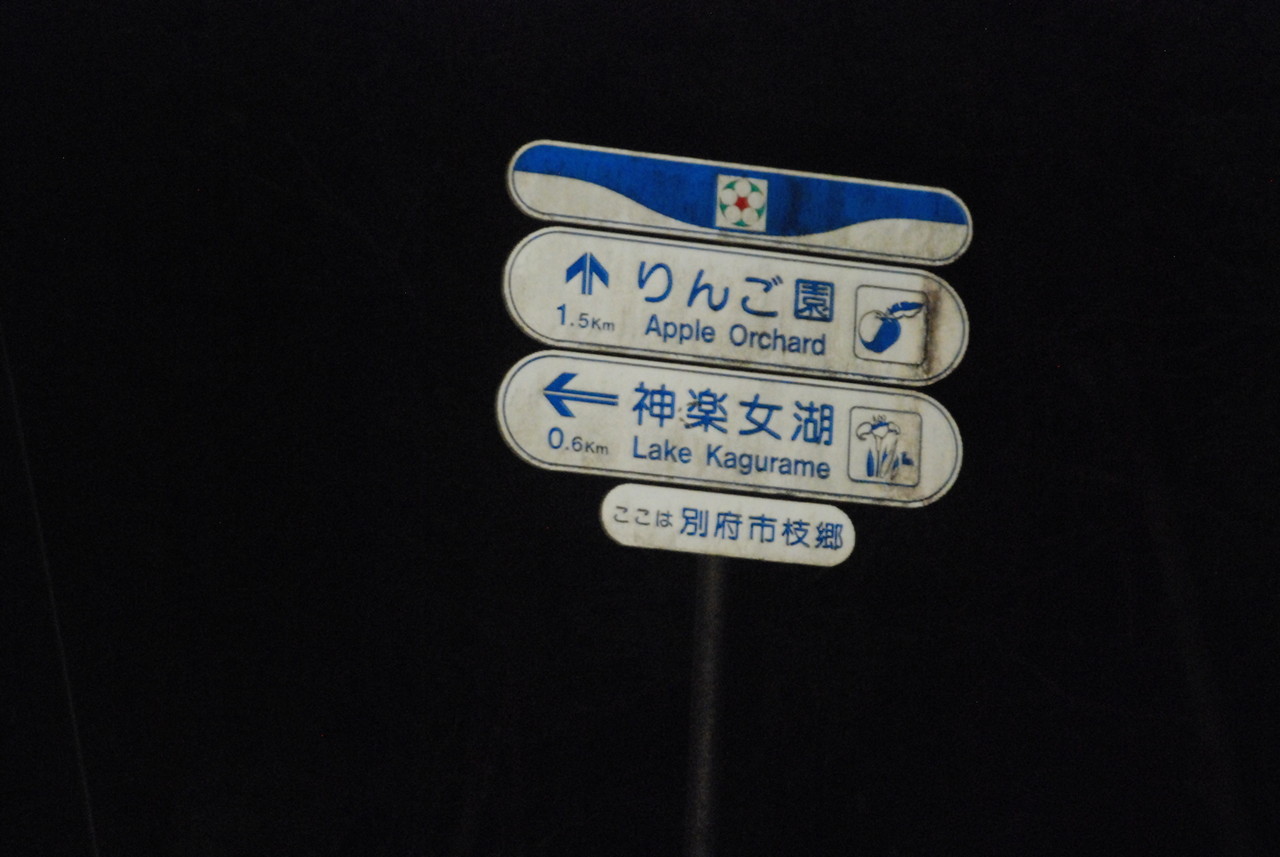 りんご園
1.5Km Apple Orchard
神楽女湖
0.6Km Lake Kagurame
ここは別府市枝郷